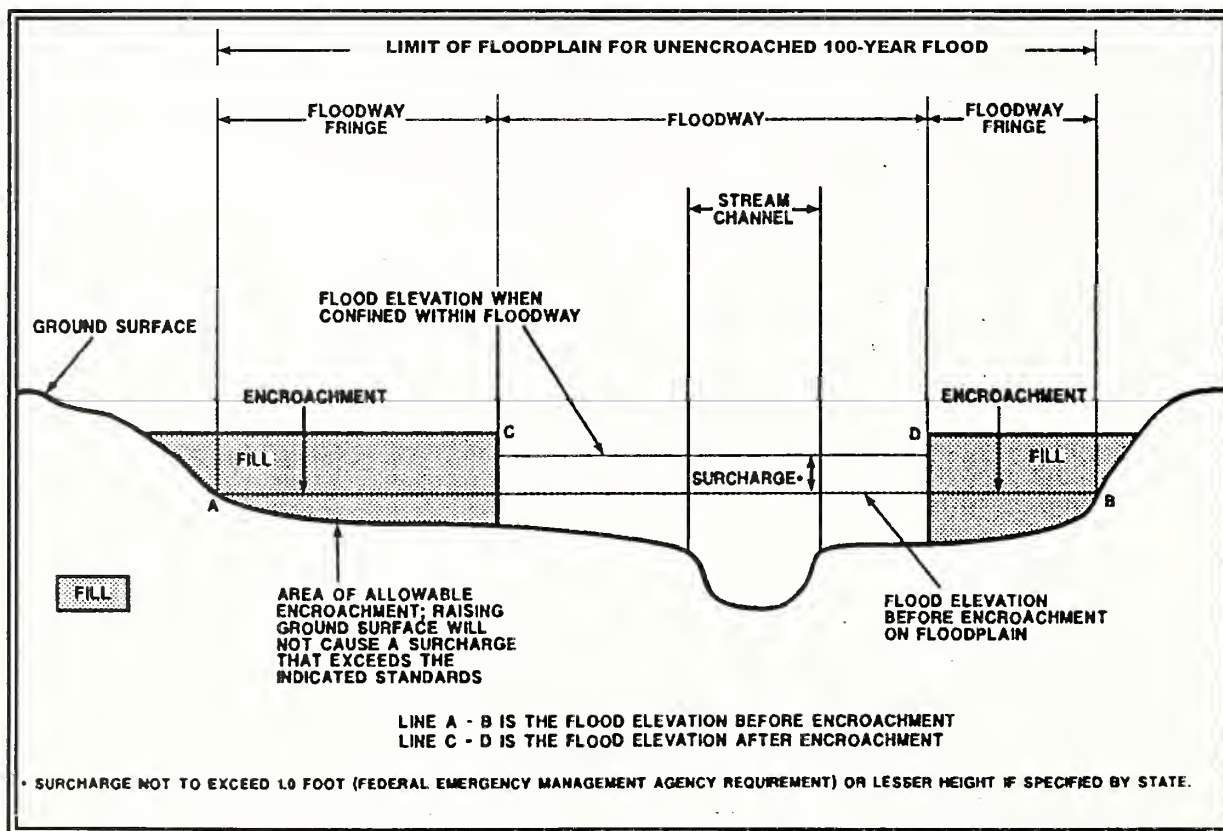 LIMIT OF FLOODPLAIN FOR UNENCROACHED 100-YEAR FLOOD
FLOODWAY
FRINGE
FLOODWAY
FLOODWAY
FRINGE
STREAM
CHANNEL
FLOOD ELEVATION WHEN
CONFINED WITHIN FLOODWAY
GROUND SURFACE
ENCROACHMENT
ENCROACHMENT
C
D
FILL
FILL
SURCHARGE•
A
B
FILL
AREA OF ALLOWABLE
ENCROACHMENT; RAISING
GROUND SURFACE WILL
NOT CAUSE A SURCHARGE
THAT EXCEEDS THE
INDICATED STANDARDS
FLOOD ELEVATION
BEFORE ENCROACHMENT
ON FLOODPLAIN
LINE A - B IS THE FLOOD ELEVATION BEFORE ENCROACHMENT
LINE C - D IS THE FLOOD ELEVATION AFTER ENCROACHMENT
• SURCHARGE NOT TO EXCEED 1.0 FOOT (FEDERAL EMERGENCY MANAGEMENT AGENCY REQUIREMENT) OR LESSER HEIGHT IF SPECIFIED BY STATE.